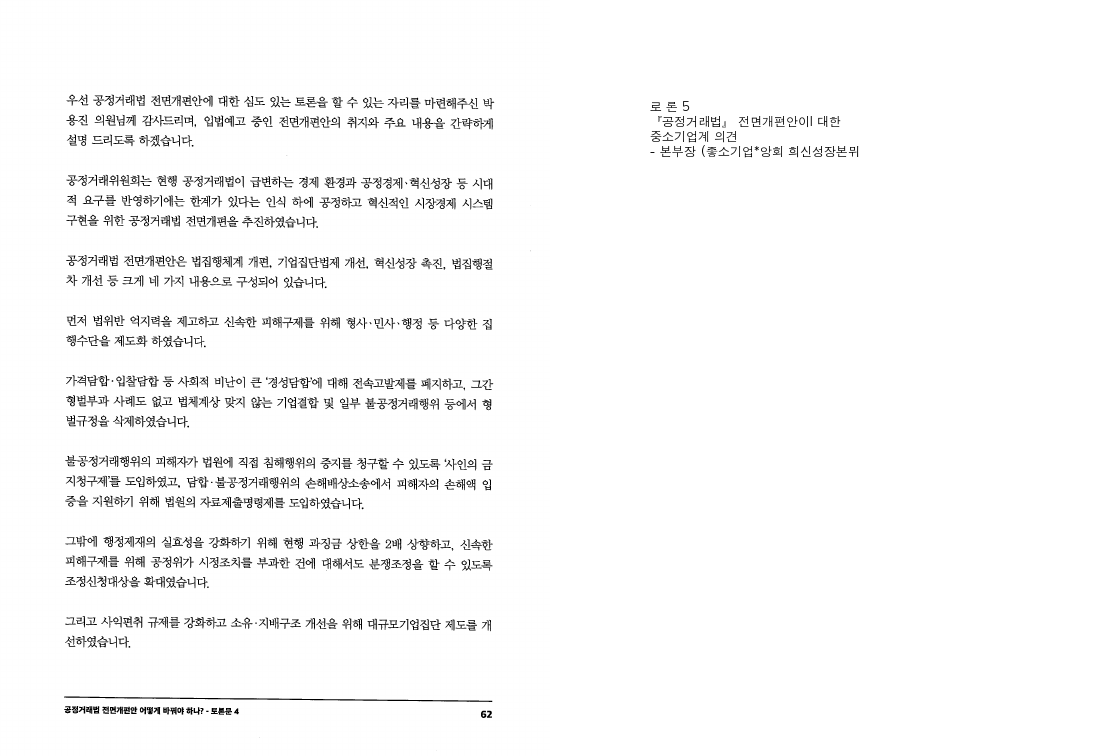 우선 공정거래법 전면개편안에 대한 심도 있는 토론을 할 수 있는 자리를 마련해주신 박
용진 의원님께 감사드리며, 입법예고 중인 전면개편안의 취지와 주요 내용을 간략하게
설명 드리도록 하겠습니다.
공정거래위원회는 현행 공정거래법이 급변하는 경제 환경과 공정경제·혁신성장 등 시대
적 요구를 반영하기에는 한계가 있다는 인식 하에 공정하고 혁신적인 시장경제 시스템
구현을 위한 공정거래법 전면개편을 추진하였습니다.
공정거래법 전면개편안은 법집행체계 개편, 기업집단법제 개선, 혁신성장 촉진, 법집행절
차 개선 등 크게 네 가지 내용으로 구성되어 있습니다.
먼저 법위반 억지력을 제고하고 신속한 피해구제를 위해 형사·민사·행정 등 다양한 집
행수단을 제도화 하였습니다.
가격담합·입찰담합 등 사회적 비난이 큰 '경성담합'에 대해 전속고발제를 폐지하고, 그간
형벌부과 사례도 없고 법체계상 맞지 않는 기업결합 및 일부 불공정거래행위 등에서 형
벌규정을 삭제하였습니다.
불공정거래행위의 피해자가 법원에 직접 침해행위의 중지를 청구할 수 있도록 '사인의 금
지청구제'를 도입하였고, 담합·불공정거래행위의 손해배상소송에서 피해자의 손해액 입
증을 지원하기 위해 법원의 자료제출명령제를 도입하였습니다.
그밖에 행정제재의 실효성을 강화하기 위해 현행 과징금 상한을 2배 상향하고, 신속한
피해구제를 위해 공정위가 시정조치를 부과한 건에 대해서도 분쟁조정을 할 수 있도록
조정신청대상을 확대였습니다.
그리고 사익편취 규제를 강화하고 소유·지배구조 개선을 위해 대규모기업집단 제도를 개
선하였습니다.
공정거래법 전면개편안 어떻게 바꿔야 하나? - 토론문 4
62
로 론 5
『공정거래법』 전면개편안이l 대한
중소기업계 의견
– 본부장 (좋소기업*앙회 희신성장본뮈